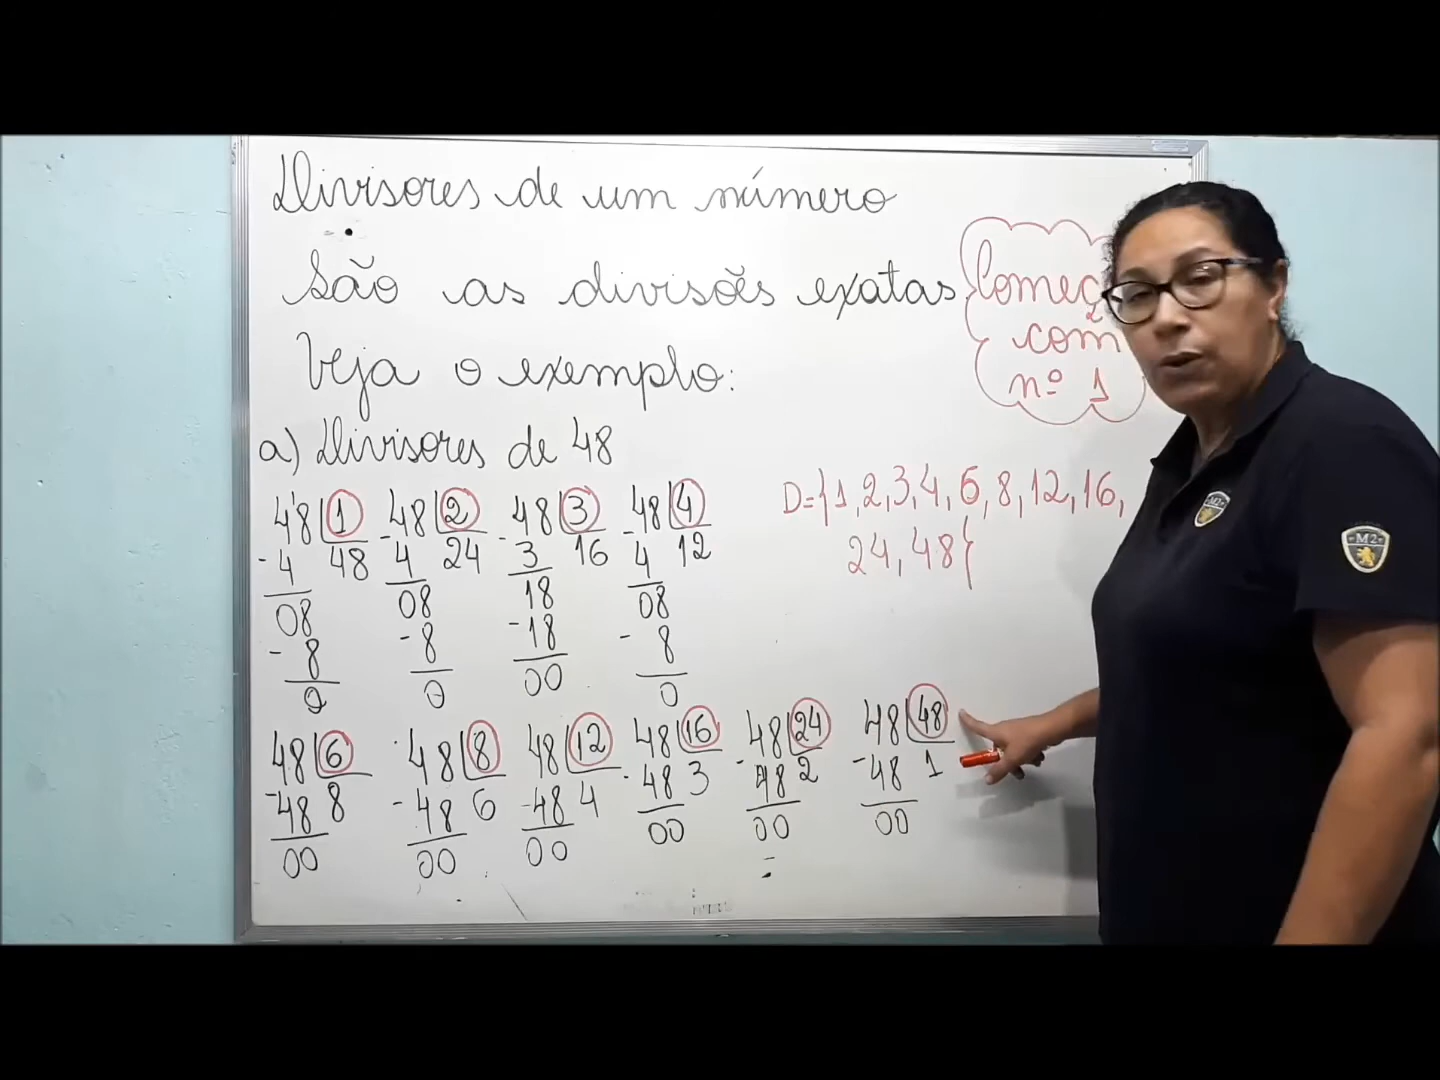 Divisores de um número
São as divisões exatas
Começ
com
nº 1
Veja o exemplo:
a) Divisores de 48
D={1,2,3,4,6,8,12,16,
24,48{
48 1 48 2 48 3 48 4
-4 48 -4 24 -3 16 -4 12
08 08 18 08
-8 -8 -18 -8
0 0 00 0
48 6 48 8 48 12 48 16 48 24 48 48
-48 8 -48 6 -48 4 -48 3 -48 2 -48 1
00 00 00 00 00 00
M2
M2